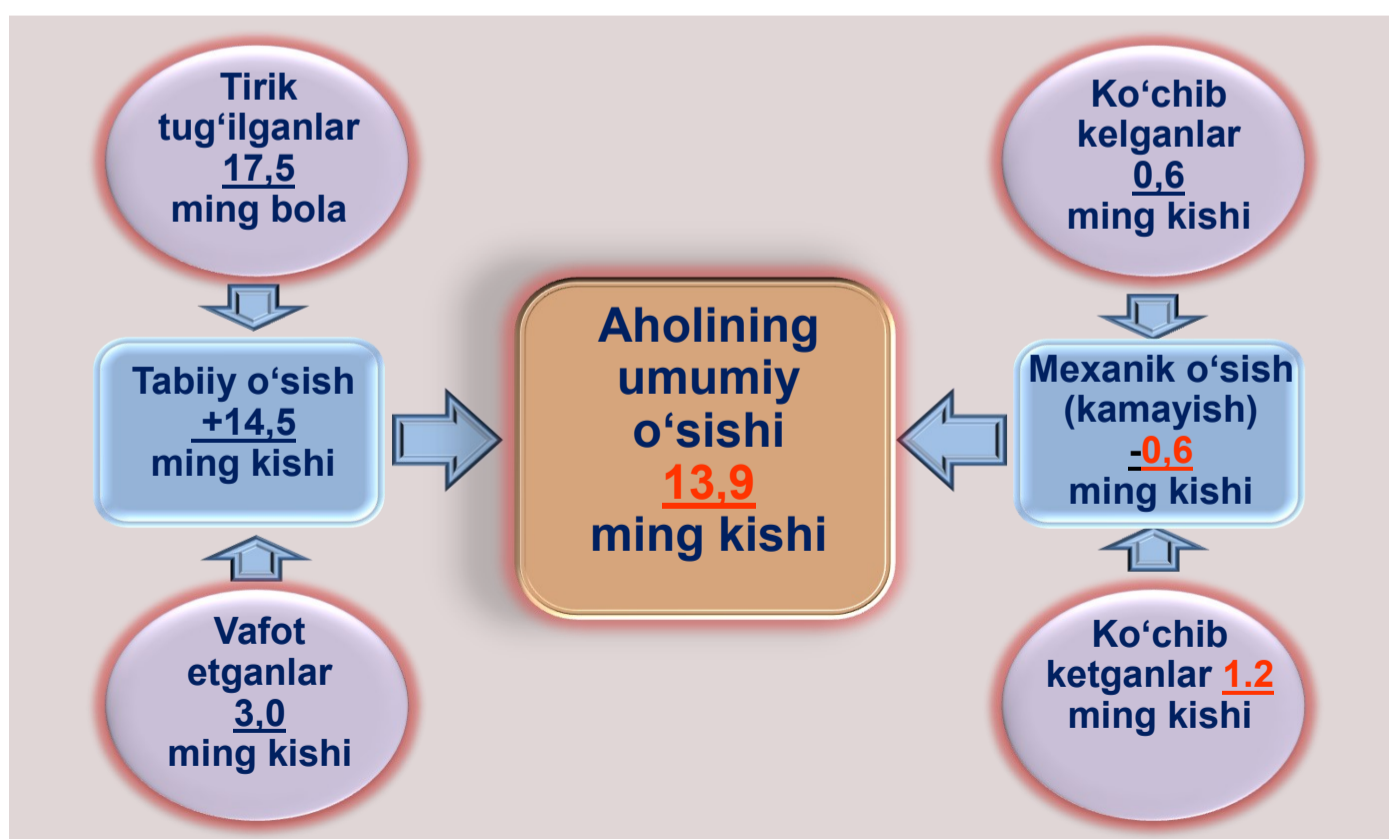 Tirik
tug‘ilganlar
17,5
ming bola
Tabiiy o‘sish
+14,5
ming kishi
Vafot
etganlar
3,0
ming kishi
Aholining
umumiy
o‘sishi
13,9
ming kishi
Ko‘chib
kelganlar
0,6
ming kishi
Mexanik o‘sish
(kamayish)
-0,6
ming kishi
Ko‘chib
ketganlar 1.2
ming kishi